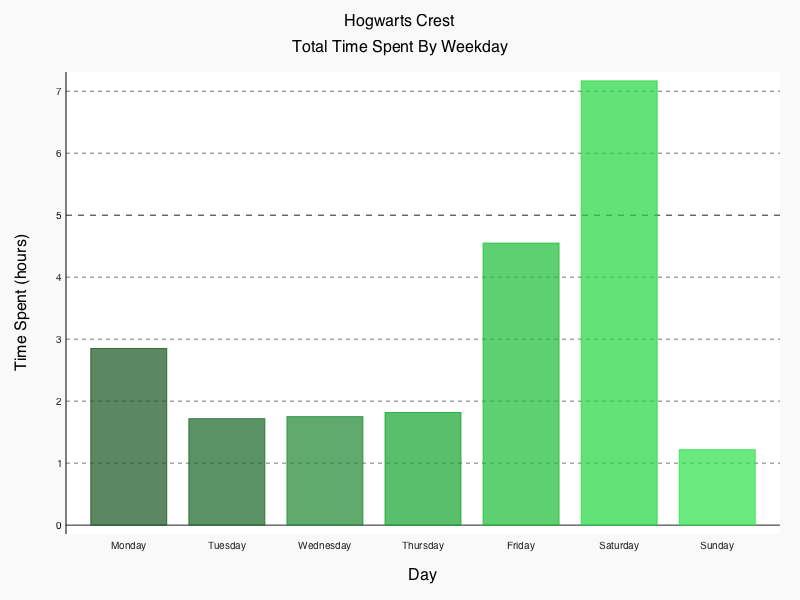 Hogwarts Crest
Total Time Spent By Weekday
Time Spent (hours)
7
6
5
4
3
2
1
0
Monday Tuesday Wednesday Thursday Friday Saturday Sunday
Day